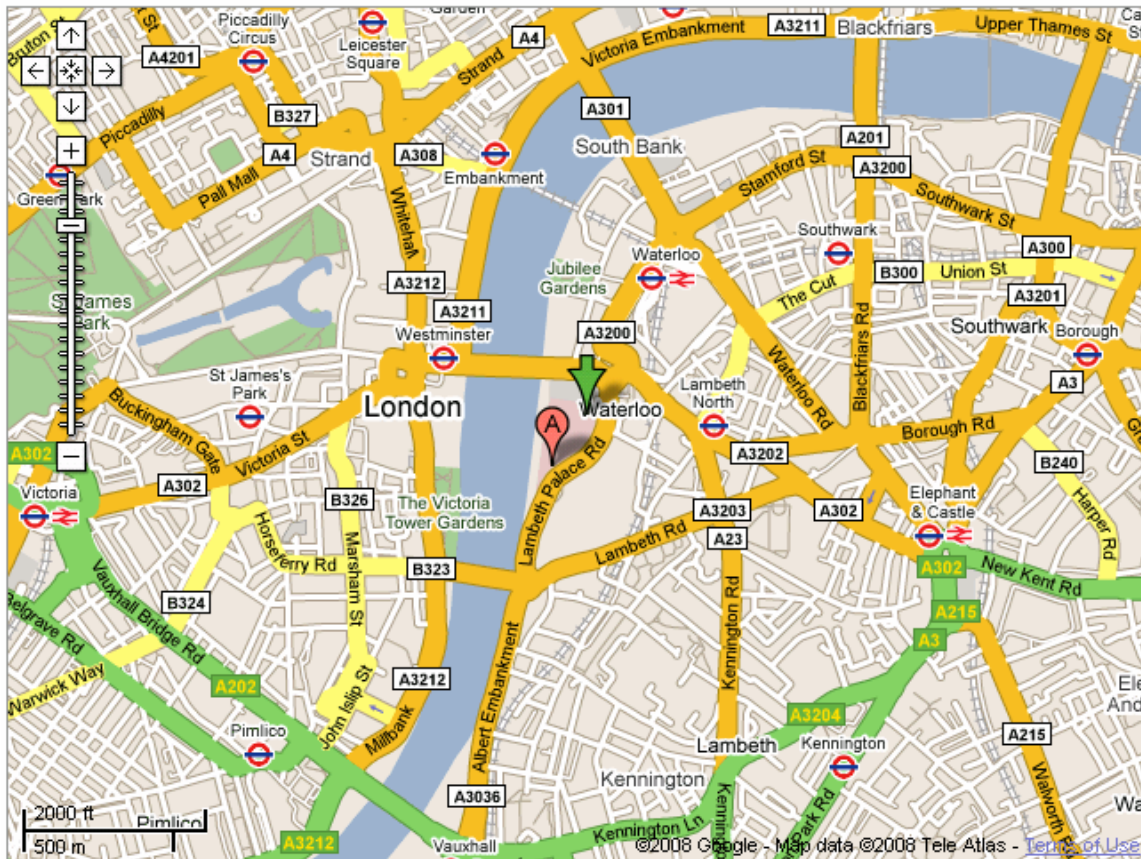 Piccadilly
Circus
Leicester
Square
Garden
A4
A3211
Blackfriars
Upper Thames St
Bruton St
A4201
Strand
Victoria Embankment
B327
A301
Piccadilly
A4
Strand
A308
South Bank
A201
A3200
Stamford St
Embankment
Green Park
Pall Mall
Whitehall
Southwark St
Southwark
A300
Jubilee
Gardens
Waterloo
B300
Union St
A3212
The Cut
A3201
St James
Park
A3211
Westminster
A3200
Southwark
Borough
St James's
Park
Blackfriars Rd
A3
Lambeth
North
Waterloo Rd
Buckingham Gate
London
Waterloo
A
Borough Rd
Victoria St
A302
A302
A3202
B240
Victoria
B326
The Victoria
Tower Gardens
Lambeth Palace Rd
Elephant
& Castle
Harper Rd
Horseferry Rd
Marsham St
A3203
A302
Lambeth Rd
A23
B323
A302
New Kent Rd
B324
Vauxhall Bridge Rd
A215
Belgrave Rd
Kennington Rd
A3
Warwick Way
A202
A3212
John Islip St
Albert Embankment
A3204
Pimlico
Millbank
Lambeth
Kennington
A215
Kennington
A3036
Walworth Rd
2000 ft
Pimlico
500 m
A3212
Vauxhall
Kennington Ln
Kennington
Park Rd
©2008 Google - Map data ©2008 Tele Atlas - Terms of Use